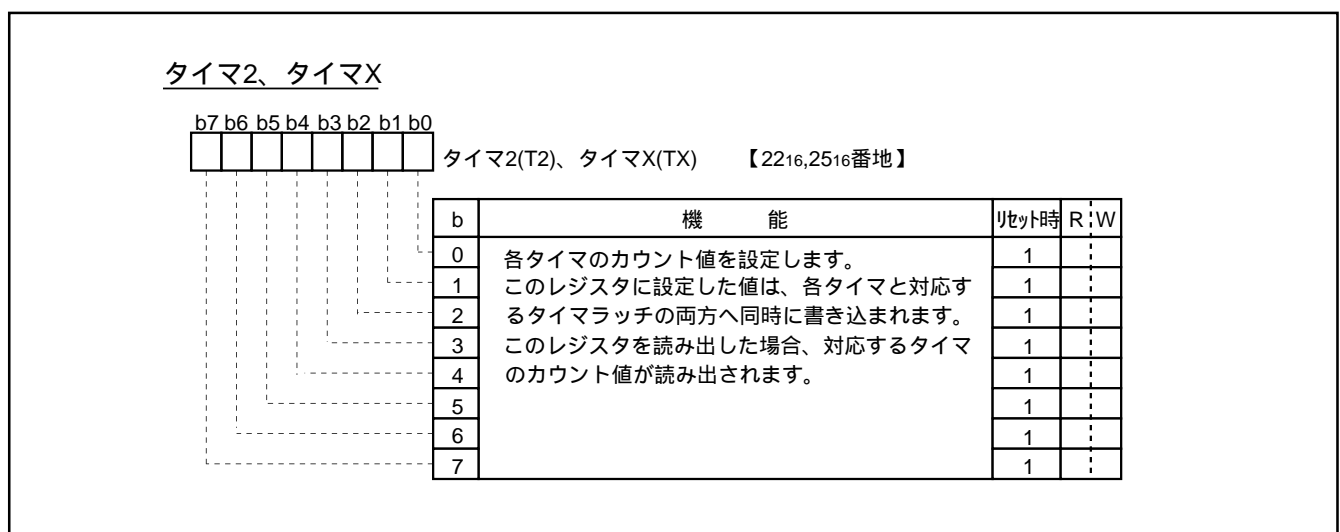 タイマ2、タイマX
b7 b6 b5 b4 b3 b2 b1 b0
タイマ2(T2)、タイマX(TX) 【2216,2516番地】
b 機 能 リセット時 R W
0 各タイマのカウント値を設定します。 1
1 このレジスタに設定した値は、各タイマと対応す 1
2 るタイマラッチの両方へ同時に書き込まれます。 1
3 このレジスタを読み出した場合、対応するタイマ 1
4 のカウント値が読み出されます。 1
5 1
6 1
7 1